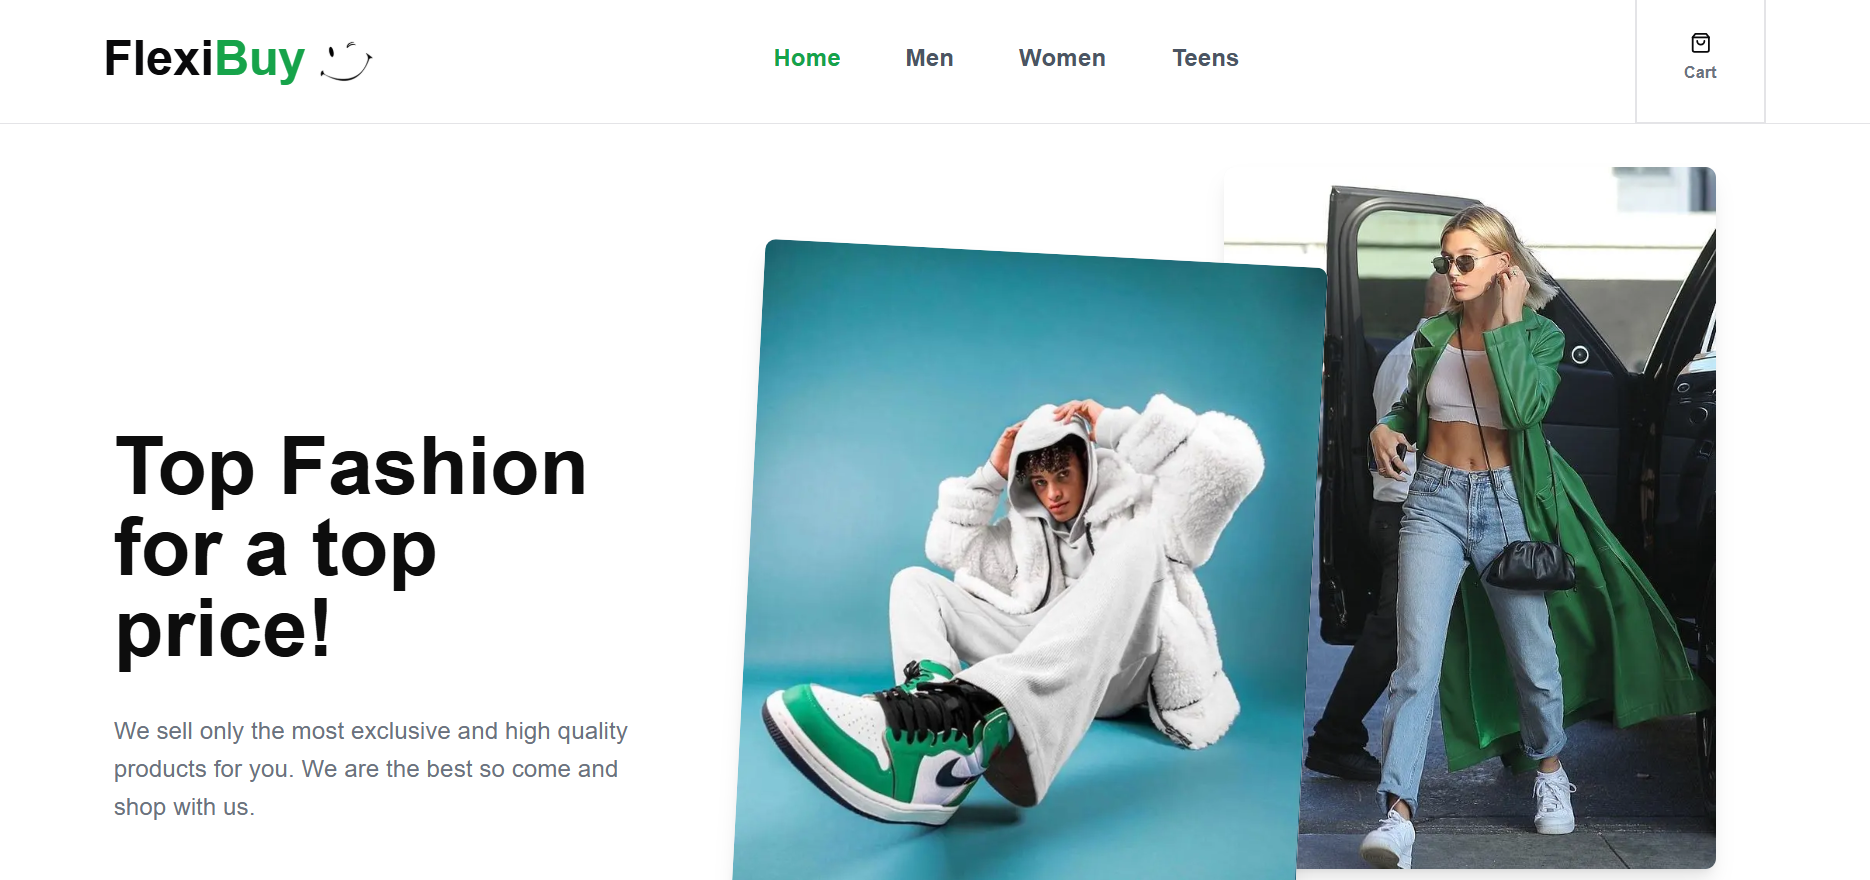 FlexiBuy
Home Men Women Teens
Cart
Top Fashion
for a top
price!
We sell only the most exclusive and high quality
products for you. We are the best so come and
shop with us.